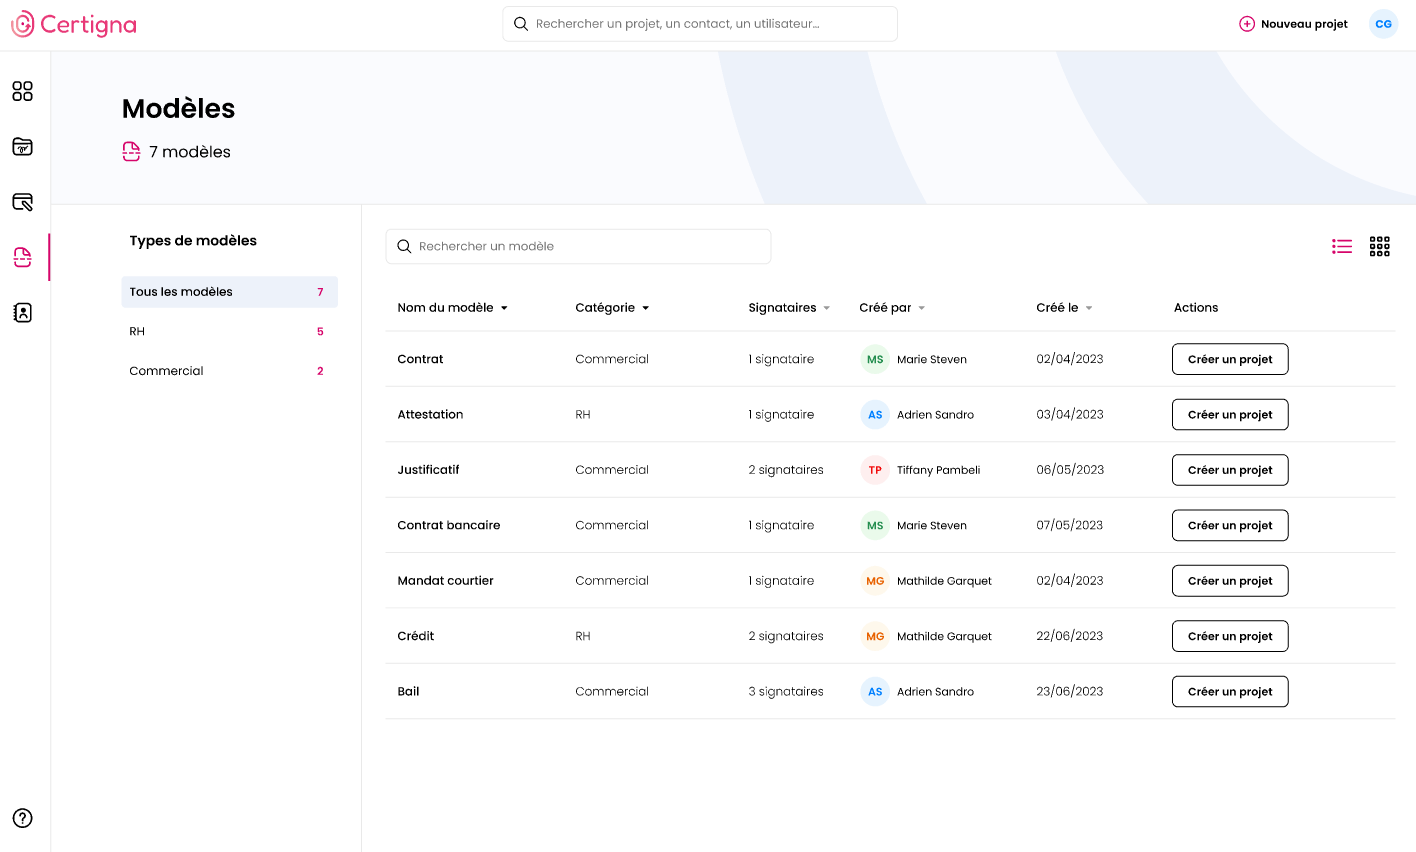 Certigna
Rechercher un projet, un contact, un utilisateur...
Nouveau projet
CG
Modèles
7 modèles
Types de modèles
Tous les modèles 7
RH 5
Commercial 2
Rechercher un modèle
Nom du modèle Catégorie Signataires Créé par Créé le Actions
Contrat Commercial 1 signataire MS Marie Steven 02/04/2023 Créer un projet
Attestation RH 1 signataire AS Adrien Sandro 03/04/2023 Créer un projet
Justificatif Commercial 2 signataires TP Tiffany Pambeli 06/05/2023 Créer un projet
Contrat bancaire Commercial 1 signataire MS Marie Steven 07/05/2023 Créer un projet
Mandat courtier Commercial 1 signataire MG Mathilde Garquet 02/04/2023 Créer un projet
Crédit RH 2 signataires MG Mathilde Garquet 22/06/2023 Créer un projet
Bail Commercial 3 signataires AS Adrien Sandro 23/06/2023 Créer un projet